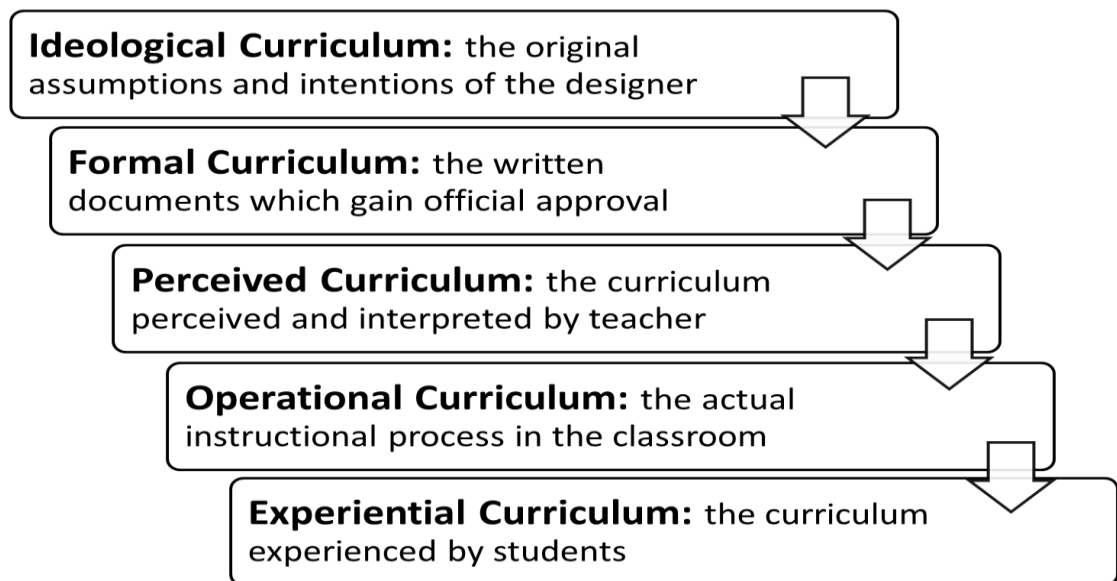 Ideological Curriculum: the original
assumptions and intentions of the designer
Formal Curriculum: the written
documents which gain official approval
Perceived Curriculum: the curriculum
perceived and interpreted by teacher
Operational Curriculum: the actual
instructional process in the classroom
Experiential Curriculum: the curriculum
experienced by students